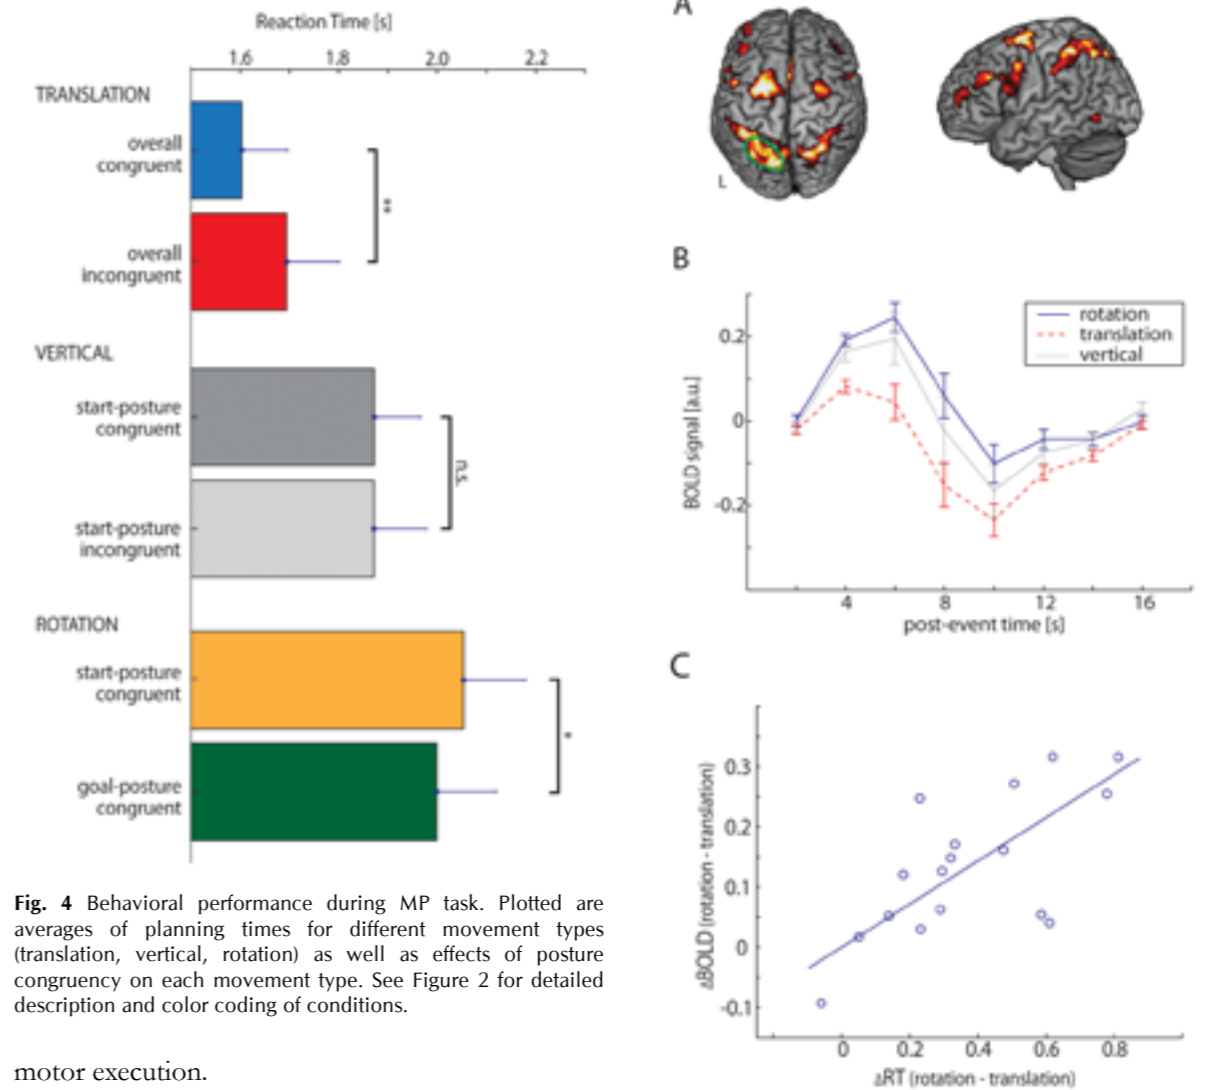 Reaction Time [s]
1.6 1.8 2.0 2.2
TRANSLATION
overall
congruent
**
overall
incongruent
VERTICAL
start-posture
congruent
n.s.
start-posture
incongruent
ROTATION
start-posture
congruent
*
goal-posture
congruent
Fig. 4 Behavioral performance during MP task. Plotted are
averages of planning times for different movement types
(translation, vertical, rotation) as well as effects of posture
congruency on each movement type. See Figure 2 for detailed
description and color coding of conditions.
motor execution.
A
L
B
rotation
translation
vertical
BOLD signal [a.u.]
0.2
0
-0.2
4 8 12 16
post-event time [s]
C
ΔBOLD (rotation - translation)
0.3
0.2
0.1
0
-0.1
0 0.2 0.4 0.6 0.8
ΔRT (rotation - translation)